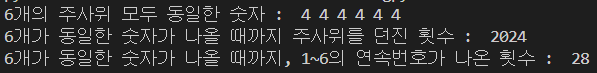 6개의 주사위 모두 동일한 숫자 :  4 4 4 4 4 4
6개가 동일한 숫자가 나올 때까지 주사위를 던진 횟수 :  2024
6개가 동일한 숫자가 나올 때까지, 1~6의 연속번호가 나온 횟수 :  28